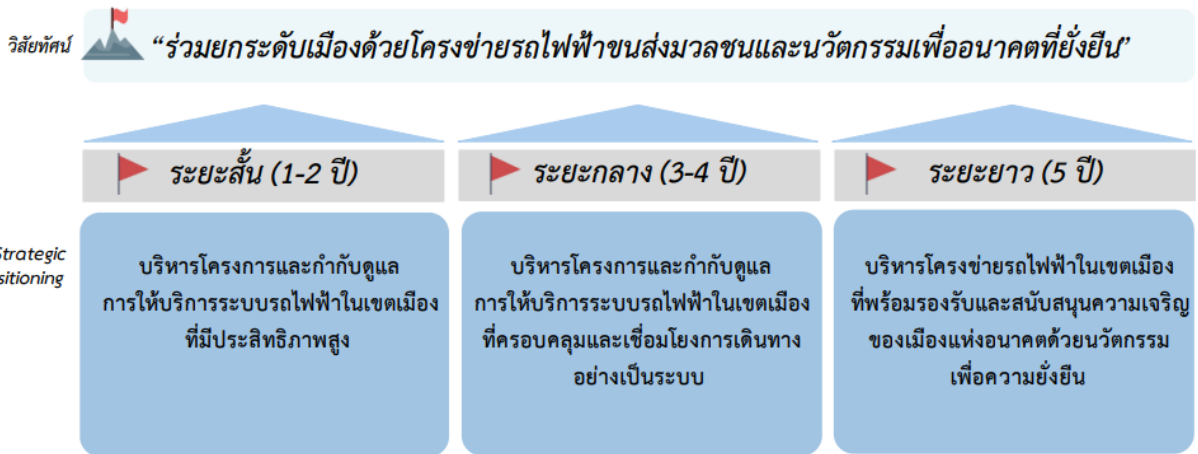 วิสัยทัศน์
“ร่วมยกระดับเมืองด้วยโครงข่ายรถไฟฟ้าขนส่งมวลชนและนวัตกรรมเพื่ออนาคตที่ยั่งยืน”
ระยะสั้น (1-2 ปี)
ระยะกลาง (3-4 ปี)
ระยะยาว (5 ปี)
Strategic
sitioning
บริหารโครงการและกำกับดูแล
การให้บริการระบบรถไฟฟ้าในเขตเมือง
ที่มีประสิทธิภาพสูง
บริหารโครงการและกำกับดูแล
การให้บริการระบบรถไฟฟ้าในเขตเมือง
ที่ครอบคลุมและเชื่อมโยงการเดินทาง
อย่างเป็นระบบ
บริหารโครงข่ายรถไฟฟ้าในเขตเมือง
ที่พร้อมรองรับและสนับสนุนความเจริญ
ของเมืองแห่งอนาคตด้วยนวัตกรรม
เพื่อความยั่งยืน